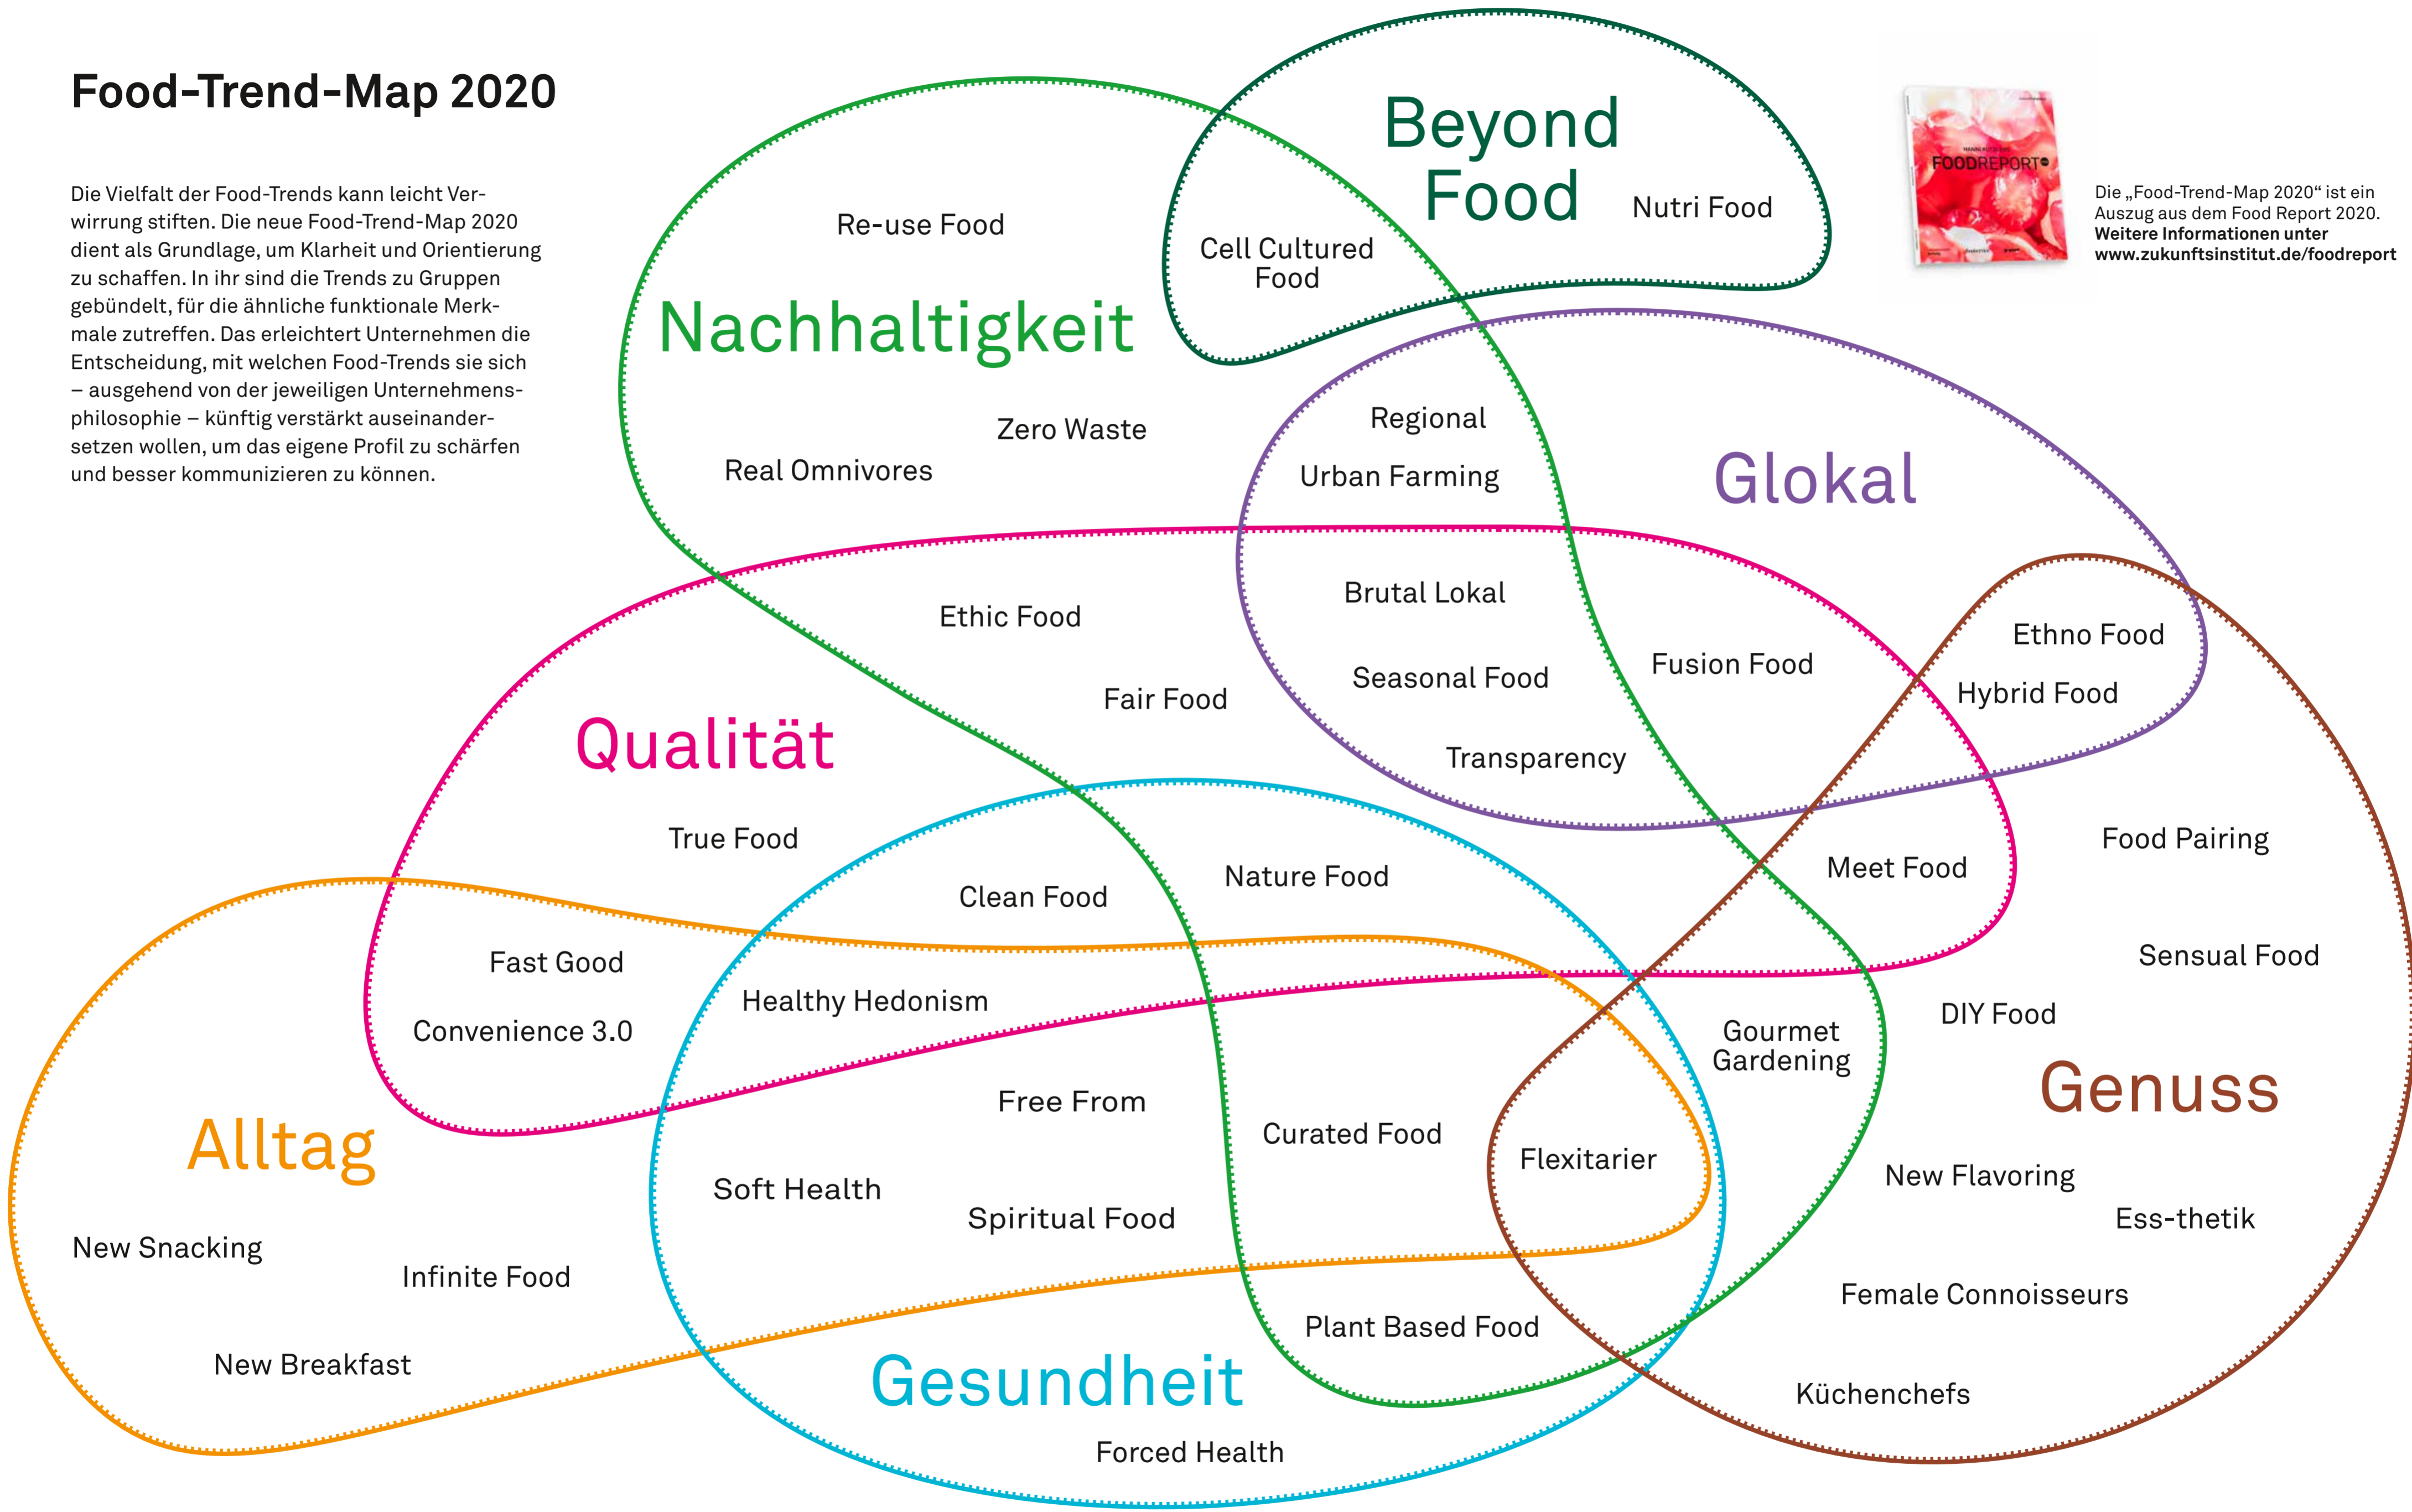 Food-Trend-Map 2020
Die Vielfalt der Food-Trends kann leicht Ver-
wirrung stiften. Die neue Food-Trend-Map 2020
dient als Grundlage, um Klarheit und Orientierung
zu schaffen. In ihr sind die Trends zu Gruppen
gebündelt, für die ähnliche funktionale Merk-
male zutreffen. Das erleichtert Unternehmen die
Entscheidung, mit welchen Food-Trends sie sich
– ausgehend von der jeweiligen Unternehmens-
philosophie – künftig verstärkt auseinander-
setzen wollen, um das eigene Profil zu schärfen
und besser kommunizieren zu können.
Beyond
Food
Nutri Food
Cell Cultured
Food
FOODREPORT
Die „Food-Trend-Map 2020“ ist ein
Auszug aus dem Food Report 2020.
Weitere Informationen unter
www.zukunftsinstitut.de/foodreport
Re-use Food
Nachhaltigkeit
Zero Waste
Real Omnivores
Regional
Urban Farming
Glokal
Brutal Lokal
Ethic Food
Seasonal Food
Fusion Food
Ethno Food
Hybrid Food
Fair Food
Transparency
Qualität
True Food
Clean Food
Nature Food
Meet Food
Food Pairing
Sensual Food
Fast Good
Healthy Hedonism
Convenience 3.0
Gourmet
Gardening
DIY Food
Genuss
Free From
Alltag
Curated Food
Flexitarier
New Flavoring
Soft Health
Spiritual Food
Ess-thetik
New Snacking
Infinite Food
Female Connoisseurs
New Breakfast
Plant Based Food
Gesundheit
Küchenchefs
Forced Health